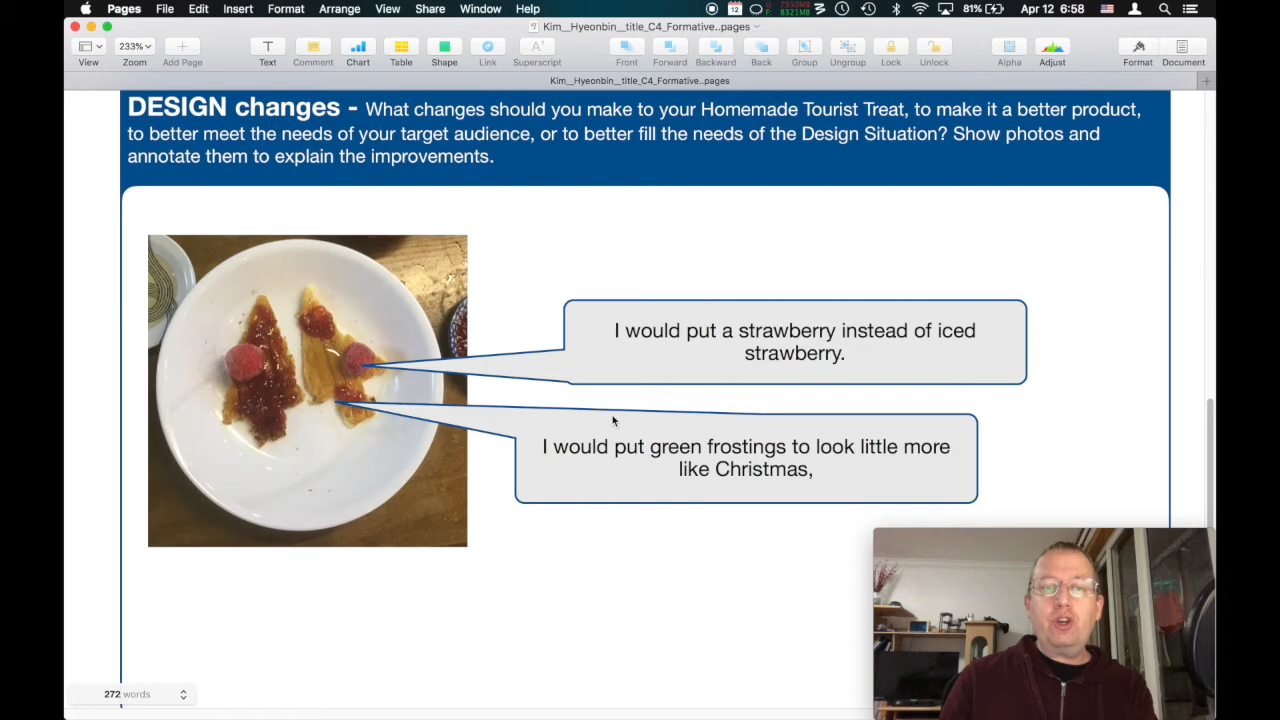 Pages File Edit Insert Format Arrange View Share Window Help 81% Apr 12 6:58
Kim__Hyeonbin__title_C4_Formative..pages
233%
View Zoom Add Page Text Comment Chart Table Shape Link Superscript Front Forward Backward Back Group Ungroup Lock Unlock Alpha Adjust Format Document
Kim__Hyeonbin__title_C4_Formative..pages
DESIGN changes - What changes should you make to your Homemade Tourist Treat, to make it a better product,
to better meet the needs of your target audience, or to better fill the needs of the Design Situation? Show photos and
annotate them to explain the improvements.
I would put a strawberry instead of iced
strawberry.
I would put green frostings to look little more
like Christmas,
272 words